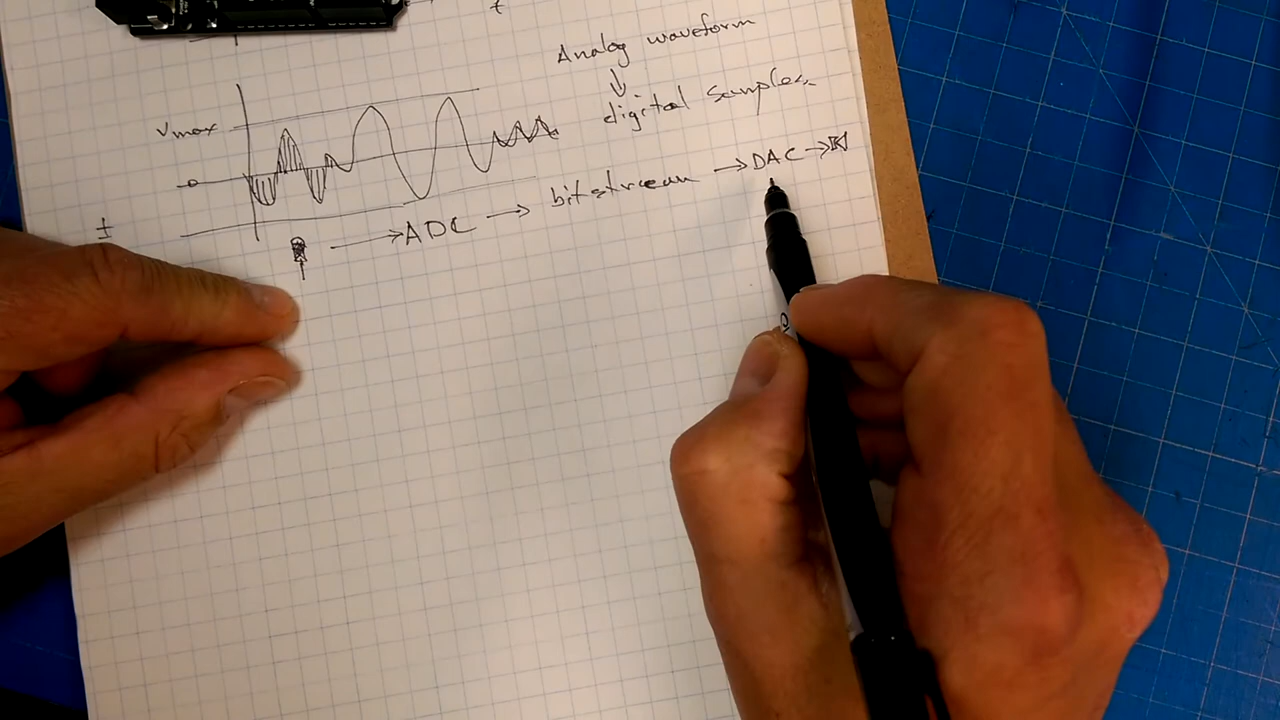 t
Analog waveform
↓
digital samples.
Vmax
0
±
→ ADC → bitstream → DAC →